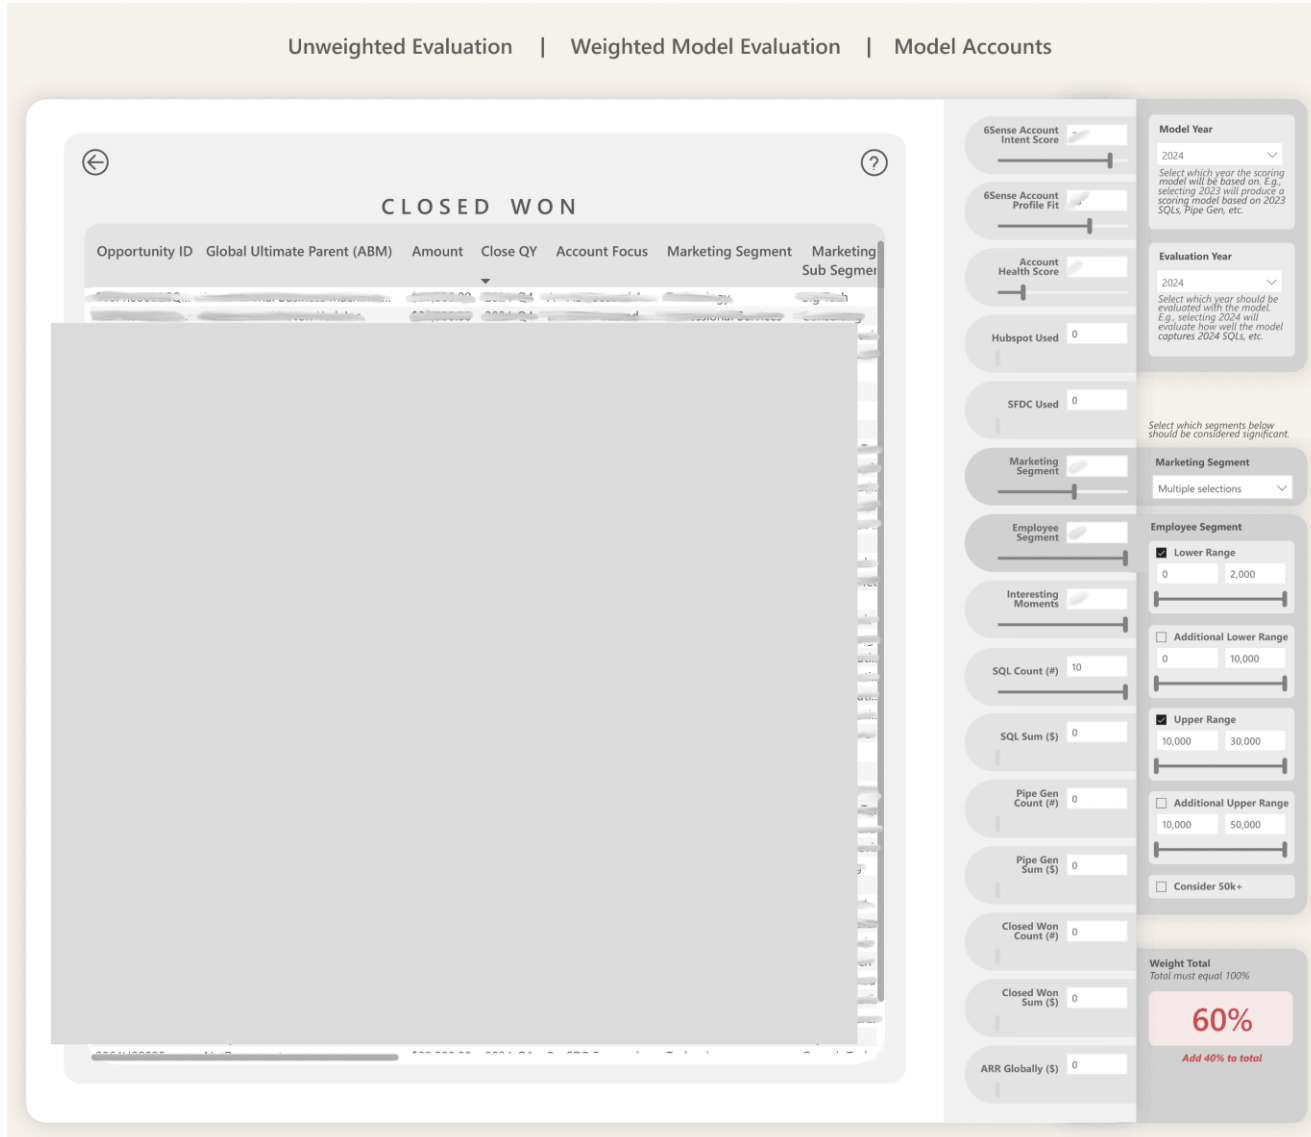 Unweighted Evaluation | Weighted Model Evaluation | Model Accounts
?
CLOSED WON
Opportunity ID Global Ultimate Parent (ABM) Amount Close QY Account Focus Marketing Segment Marketing
Sub Segmen
6Sense Account
Intent Score
6Sense Account
Profile Fit
Account
Health Score
Hubspot Used 0
SFDC Used 0
Marketing
Segment
Employee
Segment
Interesting
Moments
SQL Count (#) 10
SQL Sum ($) 0
Pipe Gen
Count (#) 0
Pipe Gen
Sum ($) 0
Closed Won
Count (#) 0
Closed Won
Sum ($) 0
ARR Globally ($) 0
Model Year
2024
Select which year the scoring
model will be based on. E.g.,
selecting 2023 will produce a
scoring model based on 2023
SQLs, Pipe Gen, etc.
Evaluation Year
2024
Select which year should be
evaluated with the model.
E.g., selecting 2024 will
evaluate how well the model
captures 2024 SQLs, etc.
Select which segments below
should be considered significant.
Marketing Segment
Multiple selections
Employee Segment
Lower Range
0 2,000
Additional Lower Range
0 10,000
Upper Range
10,000 30,000
Additional Upper Range
10,000 50,000
Consider 50k+
Weight Total
Total must equal 100%
60%
Add 40% to total